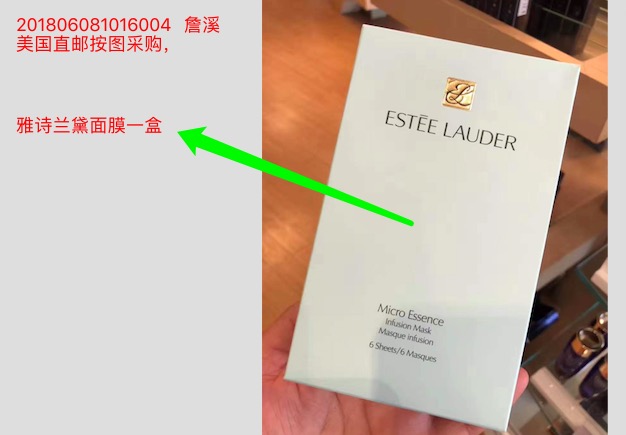 201806081016004 詹溪
美国直邮按图采购，
雅诗兰黛面膜一盒
ESTĒE LAUDER
Micro Essence
Infusion Mask
Masque infusion
6 Sheets/6 Masques